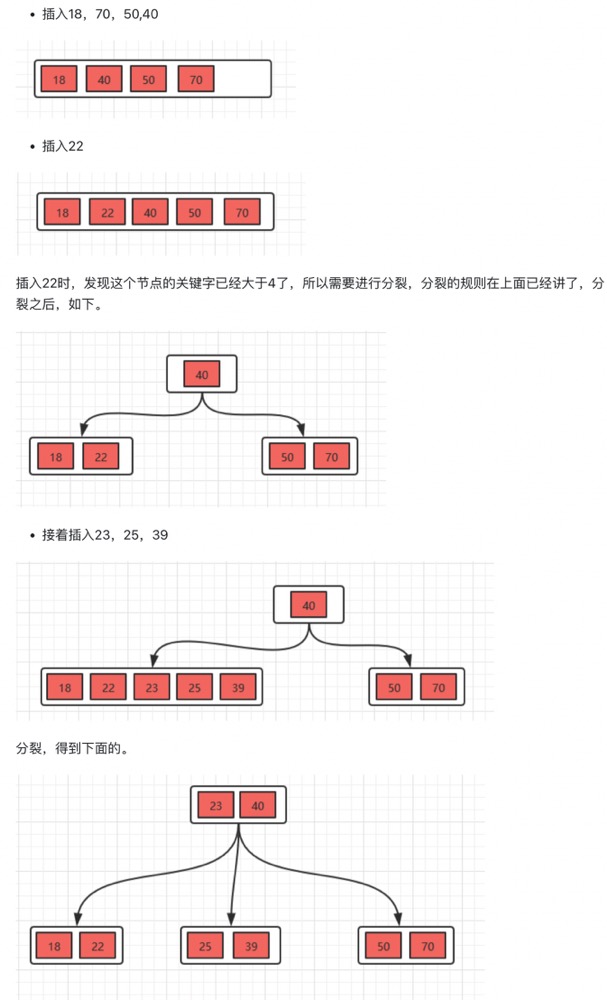 插入18，70，50,40
18 40 50 70
插入22
18 22 40 50 70
插入22时，发现这个节点的关键字已经大于4了，所以需要进行分裂，分裂的规则在上面已经讲了，分
裂之后，如下。
40
18 22 50 70
接着插入23，25，39
40
18 22 23 25 39 50 70
分裂，得到下面的。
23 40
18 22 25 39 50 70